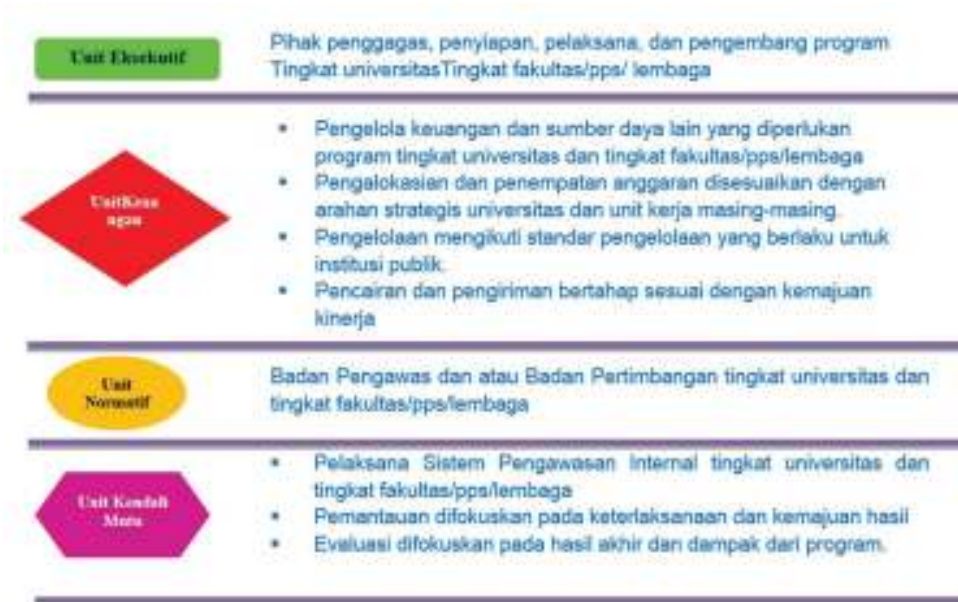 Unit Eksekutif
Pihak penggagas, penyiapan, pelaksana, dan pengembang program
Tingkat universitasTingkat fakultas/pps/ lembaga
UnitKeua
ngan
• Pengelola keuangan dan sumber daya lain yang diperlukan
program tingkat universitas dan tingkat fakultas/pps/lembaga
• Pengalokasian dan penempatan anggaran disesuaikan dengan
arahan strategis universitas dan unit kerja masing-masing.
• Pengelolaan mengikuti standar pengelolaan yang berlaku untuk
institusi publik.
• Pencairan dan pengiriman bertahap sesuai dengan kemajuan
kinerja
Unit
Normatif
Badan Pengawas dan atau Badan Pertimbangan tingkat universitas dan
tingkat fakultas/pps/lembaga
Unit Kendali
Mutu
• Pelaksana Sistem Pengawasan Internal tingkat universitas dan
tingkat fakultas/pps/lembaga
• Pemantauan difokuskan pada keterlaksanaan dan kemajuan hasil
• Evaluasi difokuskan pada hasil akhir dan dampak dari program.